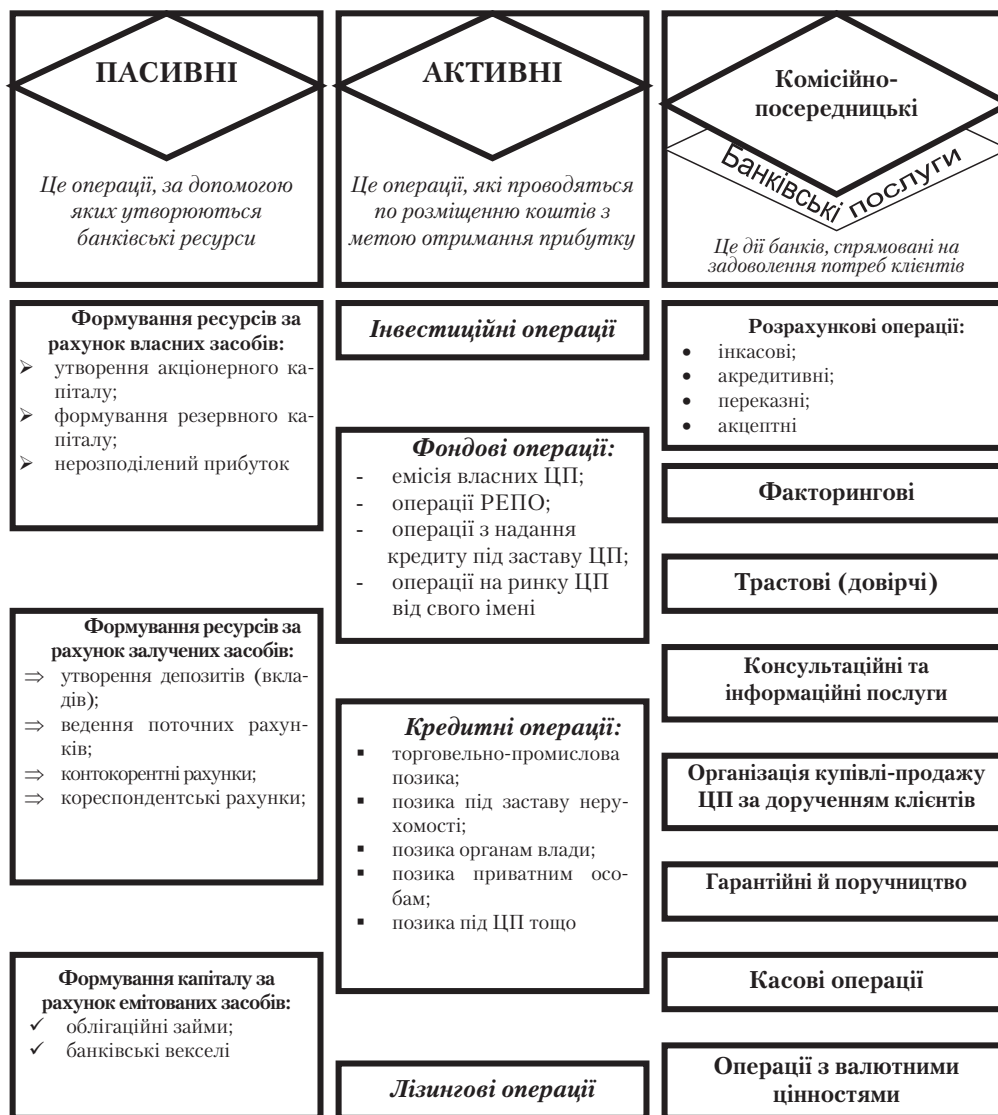 ПАСИВНІ
Це операції, за допомогою
яких утворюються
банківські ресурси
Формування ресурсів за
рахунок власних засобів:
➢ утворення акціонерного ка-
піталу;
➢ формування резервного ка-
піталу;
➢ нерозподілений прибуток
Формування ресурсів за
рахунок залучених засобів:
⇒ утворення депозитів (вкла-
дів);
⇒ ведення поточних рахун-
ків;
⇒ контокорентні рахунки;
⇒ кореспондентські рахунки;
Формування капіталу за
рахунок емітованих засобів:
✓ облігаційні займи;
✓ банківські векселі
АКТИВНІ
Це операції, які проводяться
по розміщенню коштів з
метою отримання прибутку
Інвестиційні операції
Фондові операції:
- емісія власних ЦП;
- операції РЕПО;
- операції з надання
кредиту під заставу ЦП;
- операції на ринку ЦП
від свого імені
Кредитні операції:
▪ торговельно-промислова
позика;
▪ позика під заставу неру-
хомості;
▪ позика органам влади;
▪ позика приватним осо-
бам;
▪ позика під ЦП тощо
Лізингові операції
Комісійно-
посередницькі
Банківські послуги
Це дії банків, спрямовані на
задоволення потреб клієнтів
Розрахункові операції:
• інкасові;
• акредитивні;
• переказні;
• акцептні
Факторингові
Трастові (довірчі)
Консультаційні та
інформаційні послуги
Організація купівлі-продажу
ЦП за дорученням клієнтів
Гарантійні й поручництво
Касові операції
Операції з валютними
цінностями